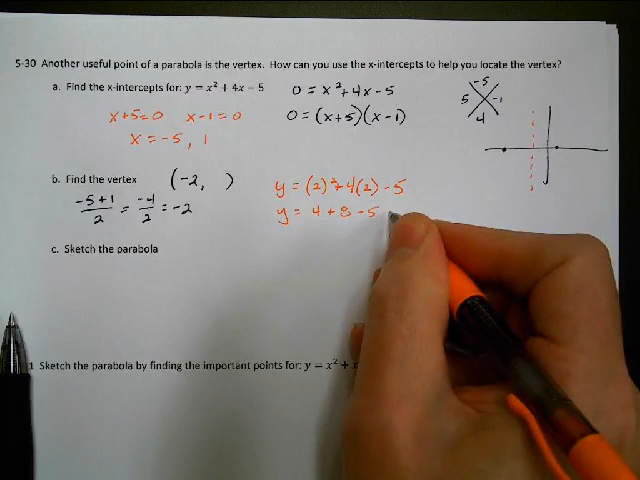 5-30 Another useful point of a parabola is the vertex. How can you use the x-intercepts to help you locate the vertex?
a. Find the x-intercepts for: y = x² + 4x − 5
0 = x² + 4x - 5
-5
5 -1
4
x+5=0 x-1=0
0 = (x+5)(x-1)
x = -5, 1
b. Find the vertex
(-2, )
y = (2)² + 4(2) - 5
-5+1/2 = -4/2 = -2
y = 4 + 8 - 5
c. Sketch the parabola
1 Sketch the parabola by finding the important points for: y = x² + x